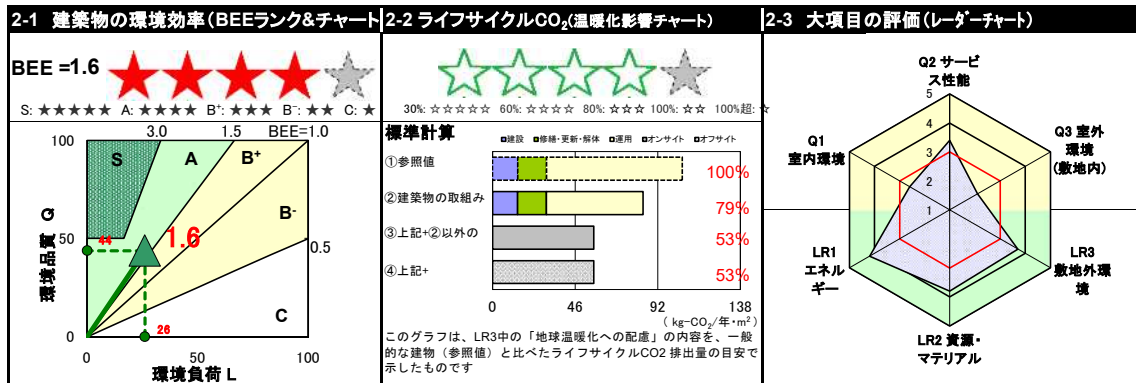 2-1 建築物の環境効率(BEEランク&チャート
BEE =1.6
S: ★★★★★ A: ★★★★ B+: ★★★ B-: ★★ C: ★
3.0 1.5 BEE=1.0
100
S A B+
B-
50
44
1.6
0.5
C
26
0
0 50 100
環境品質 Q
環境負荷 L
2-2 ライフサイクルCO2(温暖化影響チャート)
30%: ☆☆☆☆☆ 60%: ☆☆☆☆ 80%: ☆☆☆ 100%: ☆☆ 100%超: ☆
標準計算
■建設 ■修繕・更新・解体 □運用 ■オンサイト ■オフサイト
①参照値 100%
②建築物の取組み 79%
③上記+②以外の 53%
④上記+ 53%
0 46 92 138
( kg-CO2/年・m2 )
このグラフは、LR3中の「地球温暖化への配慮」の内容を、一般
的な建物(参照値)と比べたライフサイクルCO2 排出量の目安で
示したものです
2-3 大項目の評価(レーダーチャート)
Q2 サービ
ス性能
5
4
3
2
1
Q1
室内環境
Q3 室外
環境
(敷地内)
LR1
エネル
ギー
LR3
敷地外環
境
LR2 資源・
マテリアル